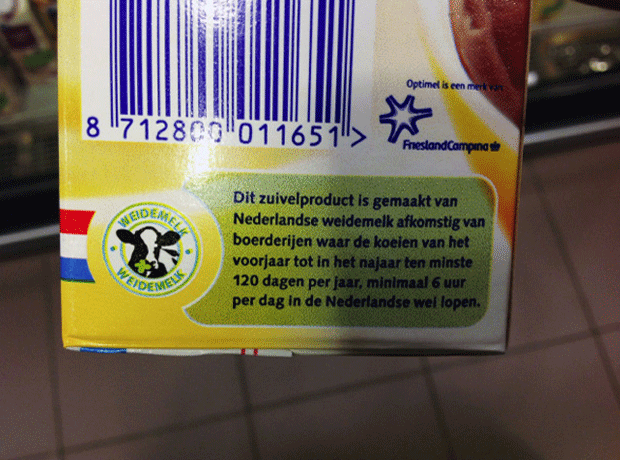 Optimel is een merk van
FrieslandCampina
8 712800 011651 >
WEIDEMELK
WEIDEMELK
Dit zuivelproduct is gemaakt van
Nederlandse weidemelk afkomstig van
boerderijen waar de koeien van het
voorjaar tot in het najaar ten minste
120 dagen per jaar, minimaal 6 uur
per dag in de Nederlandse wei lopen.